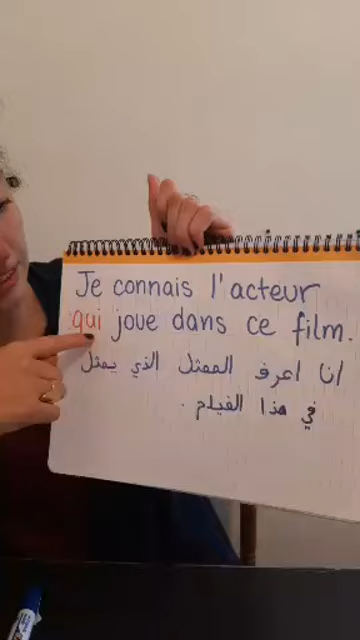 Je connais l'acteur
qui joue dans ce film.
انا اعرف الممثل الذي يمثل
في هذا الفيلم .